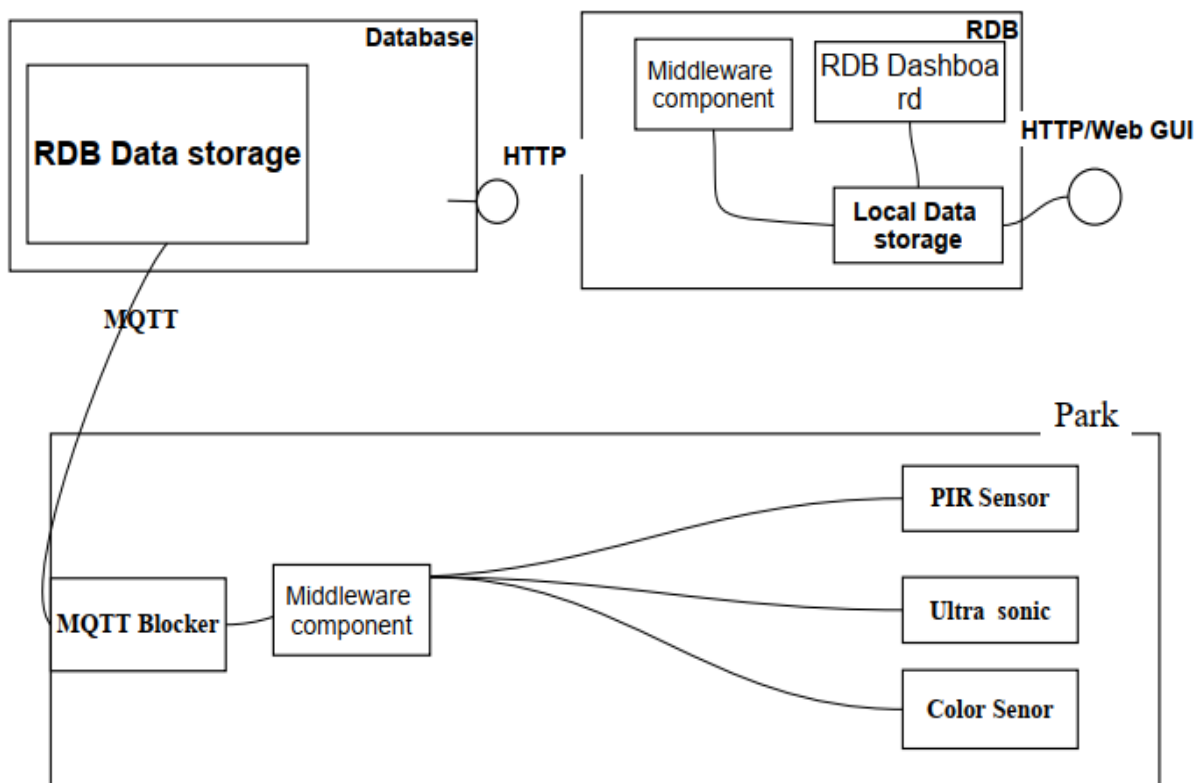 Database
RDB Data storage
HTTP
RDB
Middleware
component
RDB Dashboa
rd
HTTP/Web GUI
Local Data
storage
MQTT
Park
PIR Sensor
MQTT Blocker
Middleware
component
Ultra sonic
Color Senor